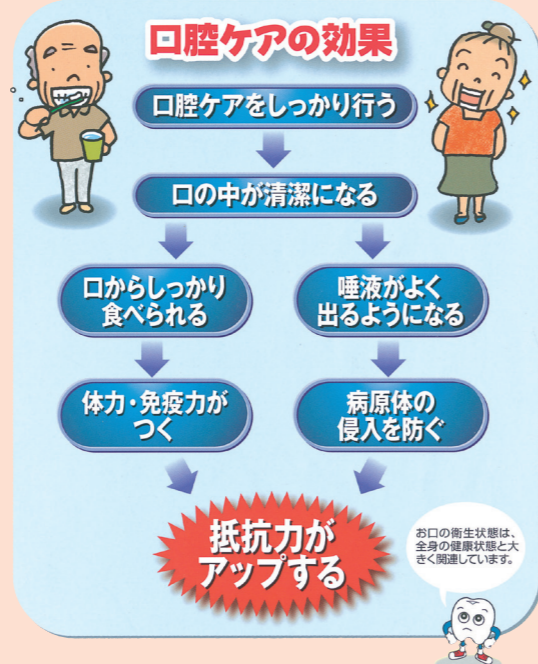 口腔ケアの効果
口腔ケアをしっかり行う
口の中が清潔になる
口からしっかり
食べられる
唾液がよく
出るようになる
体力・免疫力が
つく
病原体の
侵入を防ぐ
抵抗力が
アップする
お口の衛生状態は、
全身の健康状態と大
きく関連しています。